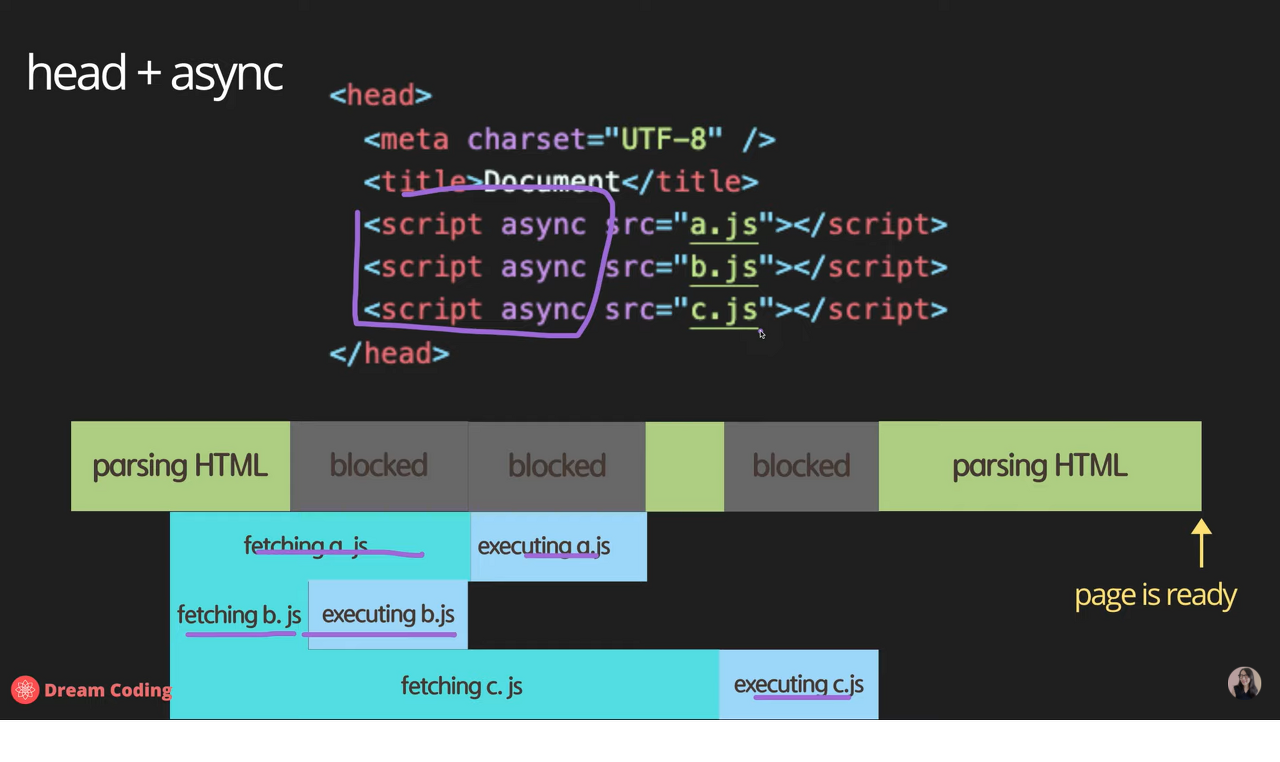 head + async
<head>
<meta charset="UTF-8" />
<title>Document</title>
<script async src="a.js"></script>
<script async src="b.js"></script>
<script async src="c.js"></script>
</head>
parsing HTML blocked blocked blocked parsing HTML
fetching a. js executing a.js
page is ready
fetching b. js executing b.js
Dream Coding fetching c. js executing c.js